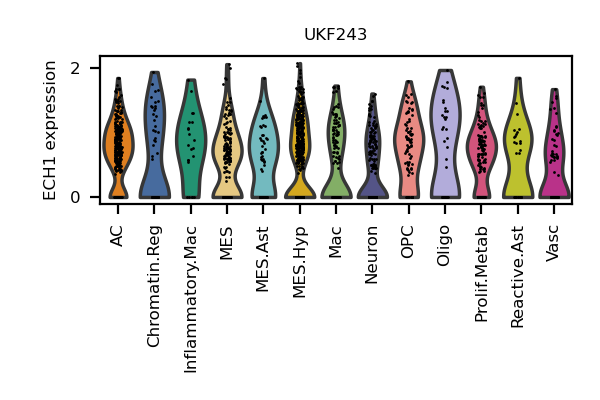 UKF243
ECH1 expression
2
0
AC
Chromatin.Reg
Inflammatory.Mac
MES
MES.Ast
MES.Hyp
Mac
Neuron
OPC
Oligo
Prolif.Metab
Reactive.Ast
Vasc